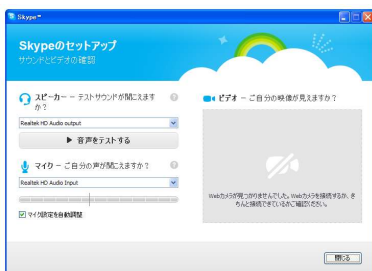 Skype™
Skypeのセットアップ
サウンドとビデオの確認
スピーカー － テストサウンドが聞こえます
か？
Realtek HD Audio output
▶ 音声をテストする
マイク － ご自分の声が聞こえますか？
Realtek HD Audio Input
マイク設定を自動調整
ビデオ － ご自分の映像が見えますか？
Webカメラが見つかりませんでした。Webカメラを接続するか、き
ちんと接続できているかご確認ください。
閉じる